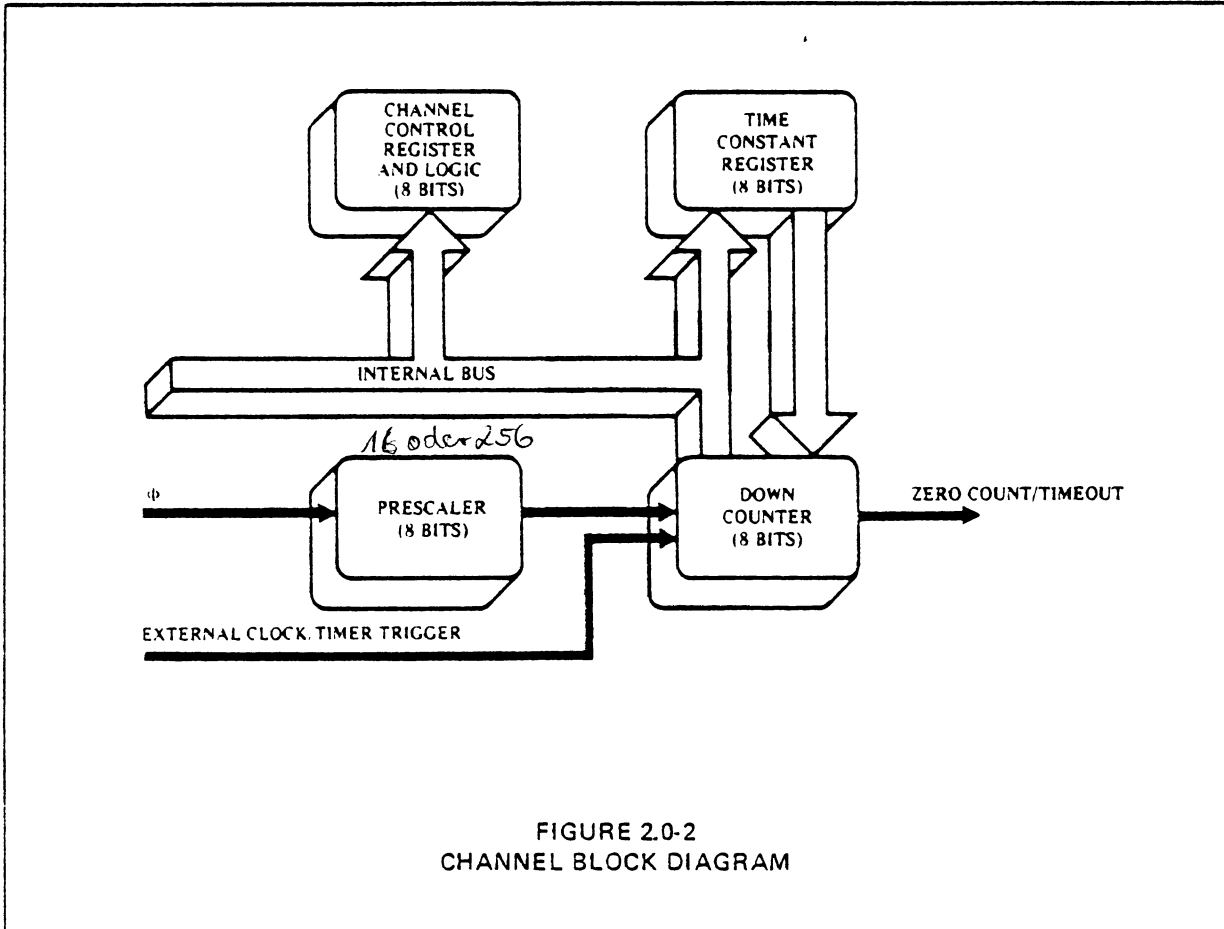 CHANNEL
CONTROL
REGISTER
AND LOGIC
(8 BITS)
TIME
CONSTANT
REGISTER
(8 BITS)
INTERNAL BUS
16 oder 256
Φ
PRESCALER
(8 BITS)
DOWN
COUNTER
(8 BITS)
ZERO COUNT/TIMEOUT
EXTERNAL CLOCK, TIMER TRIGGER
FIGURE 2.0-2
CHANNEL BLOCK DIAGRAM